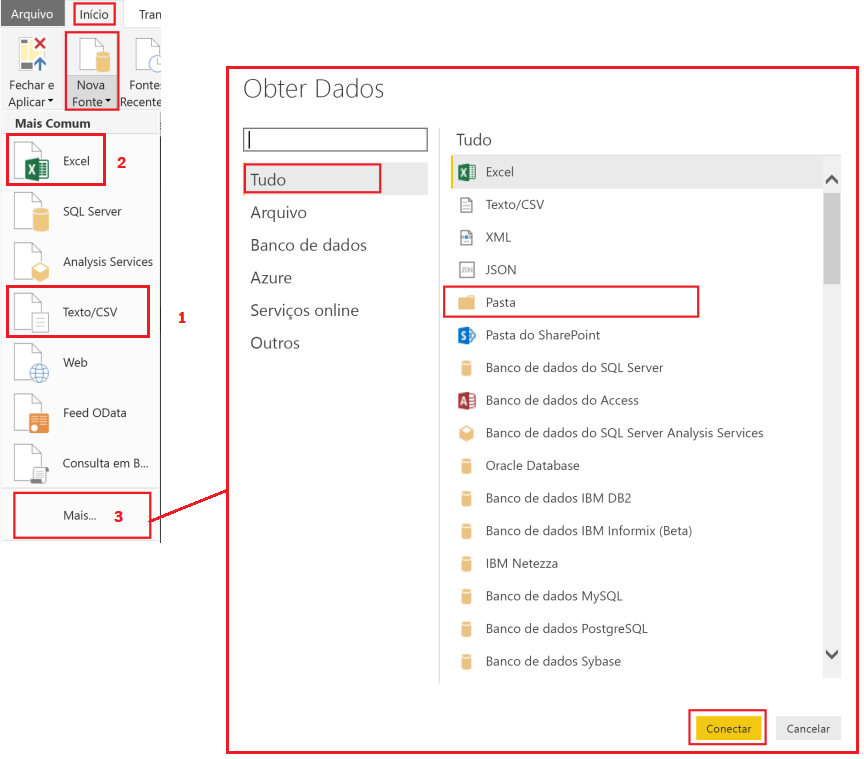 Arquivo
Início
Tran
Fechar e
Aplicar
Nova
Fonte
Fontes
Recente
Mais Comum
Excel
2
SQL Server
Analysis Services
Texto/CSV
1
Web
Feed OData
Consulta em B...
Mais...
3
Obter Dados
Tudo
Arquivo
Banco de dados
Azure
Serviços online
Outros
Tudo
Excel
Texto/CSV
XML
JSON
Pasta
Pasta do SharePoint
Banco de dados do SQL Server
Banco de dados do Access
Banco de dados do SQL Server Analysis Services
Oracle Database
Banco de dados IBM DB2
Banco de dados IBM Informix (Beta)
IBM Netezza
Banco de dados MySQL
Banco de dados PostgreSQL
Banco de dados Sybase
Conectar
Cancelar